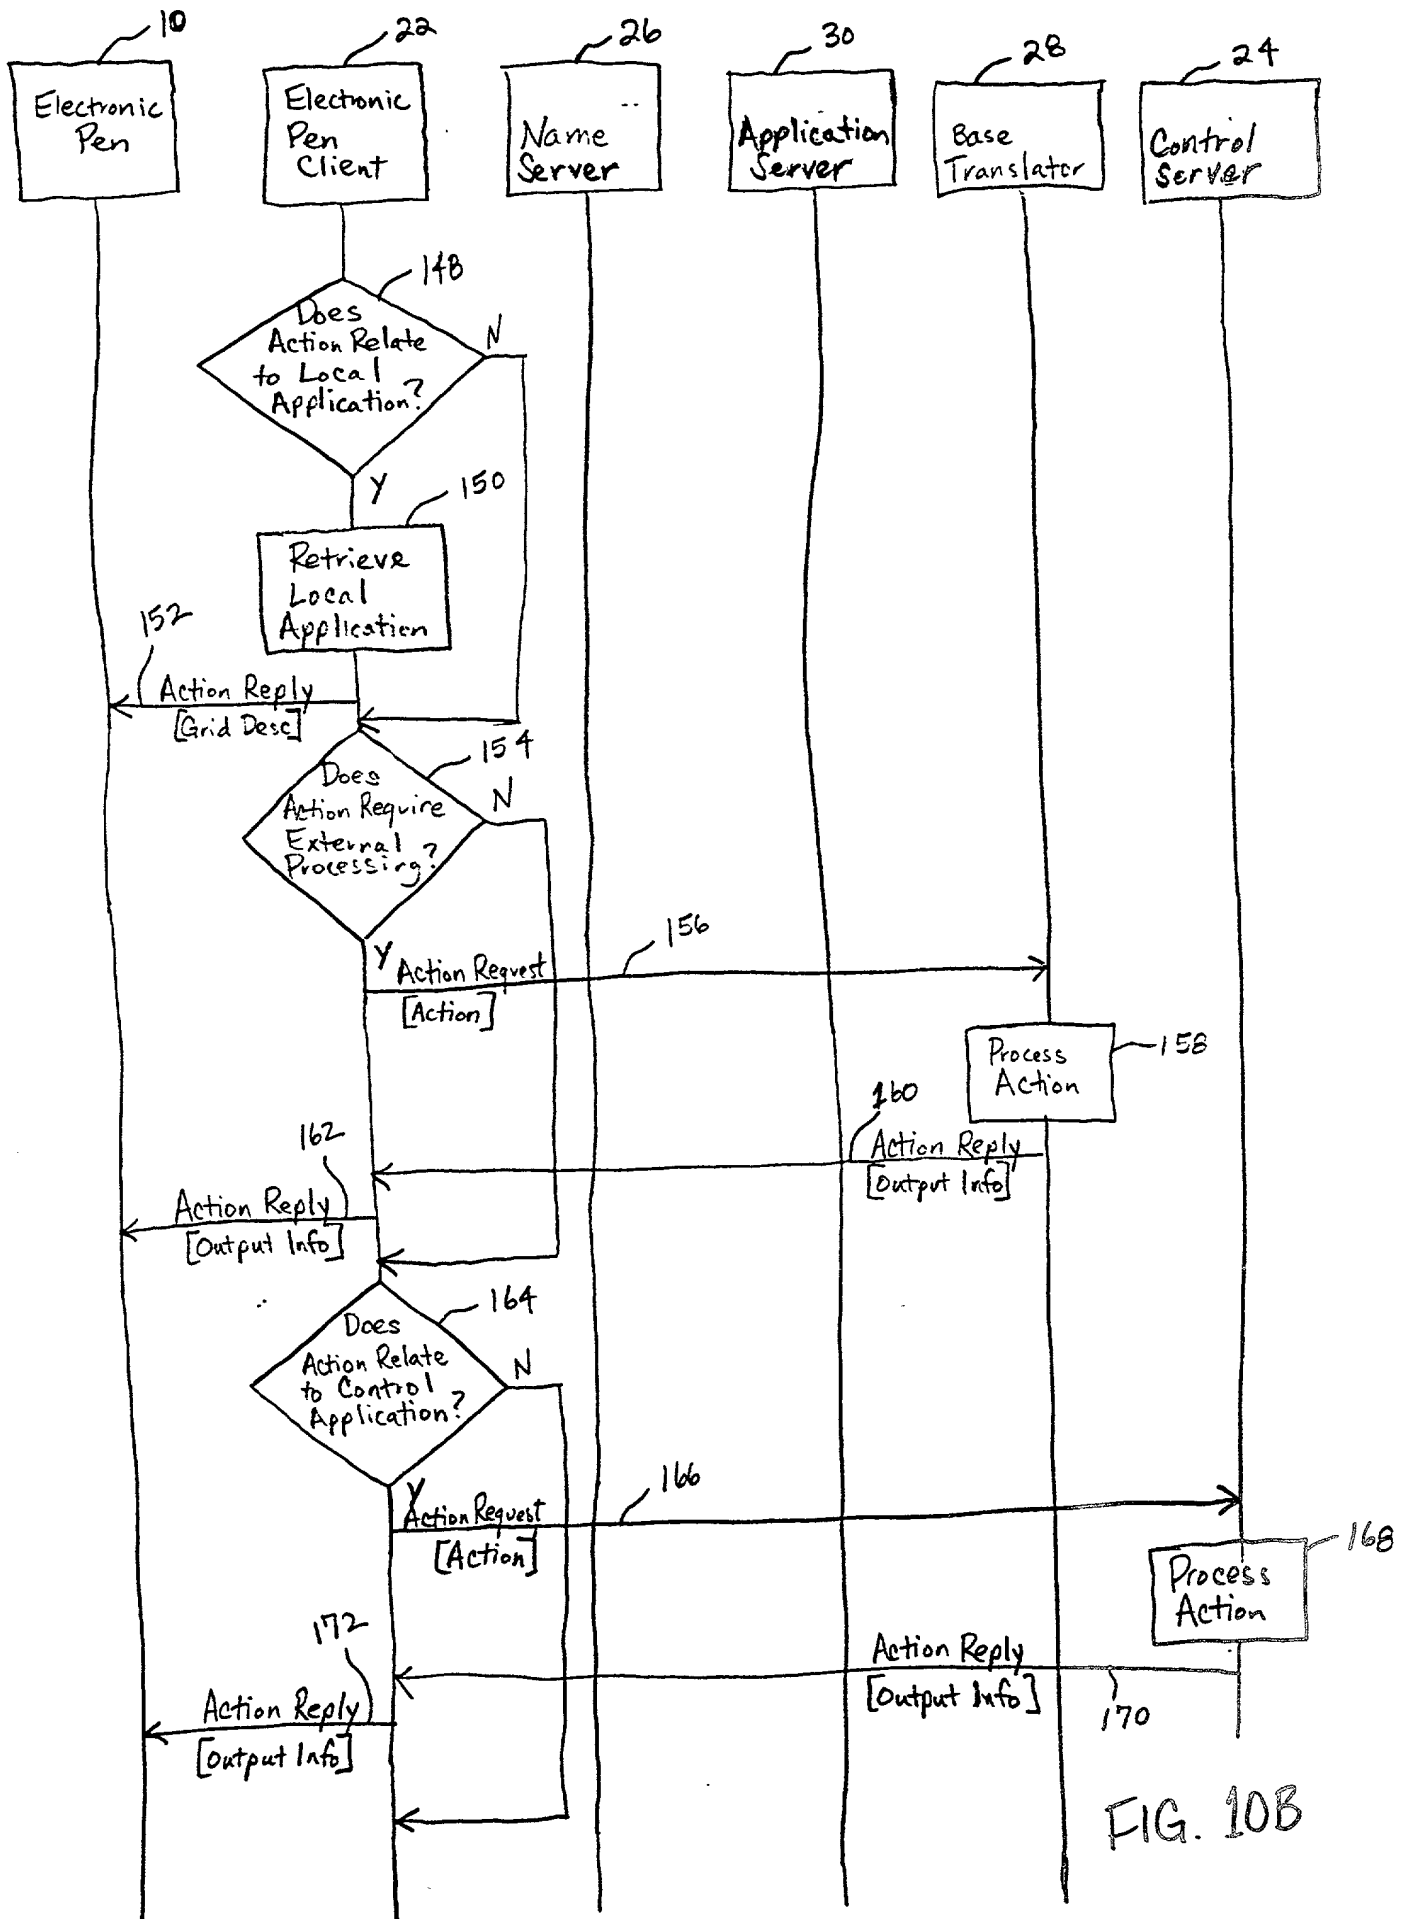 10
22
26
30
28
24
Electronic
Pen
Electronic
Pen
Client
Name
Server
Application
Server
Base
Translator
Control
Server
148
Does
Action Relate
to Local
Application?
N
Y
150
Retrieve
Local
Application
152
Action Reply
[Grid Desc]
154
Does
Action Require
External
Processing?
N
Y
Action Request
[Action]
156
Process
Action
158
160
Action Reply
[Output Info]
162
Action Reply
[Output Info]
164
Does
Action Relate
to Control
Application?
N
Y
Action Request
[Action]
166
Process
Action
168
Action Reply
[Output Info]
170
172
Action Reply
[Output Info]
FIG. 10B